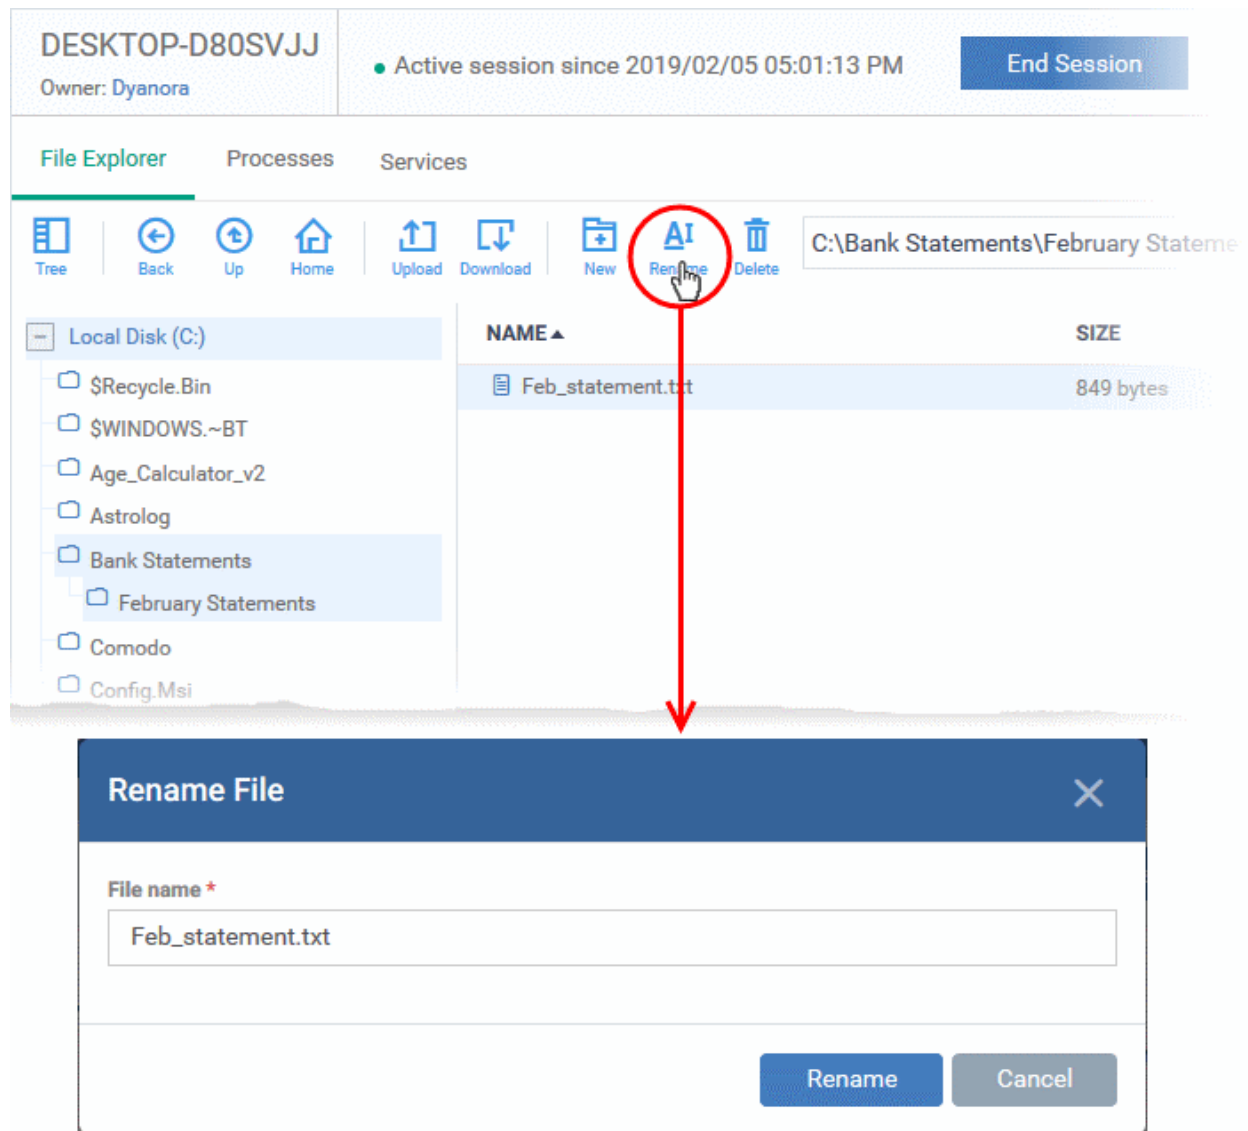 DESKTOP-D80SVJJ
Owner: Dyanora
Active session since 2019/02/05 05:01:13 PM
End Session
File Explorer Processes Services
Tree Back Up Home Upload Download New Rename Delete
C:\Bank Statements\February Stateme
Local Disk (C:)
NAME SIZE
$Recycle.Bin
Feb_statement.txt 849 bytes
$WINDOWS.~BT
Age_Calculator_v2
Astrolog
Bank Statements
February Statements
Comodo
Config.Msi
Rename File
File name *
Feb_statement.txt
Rename Cancel